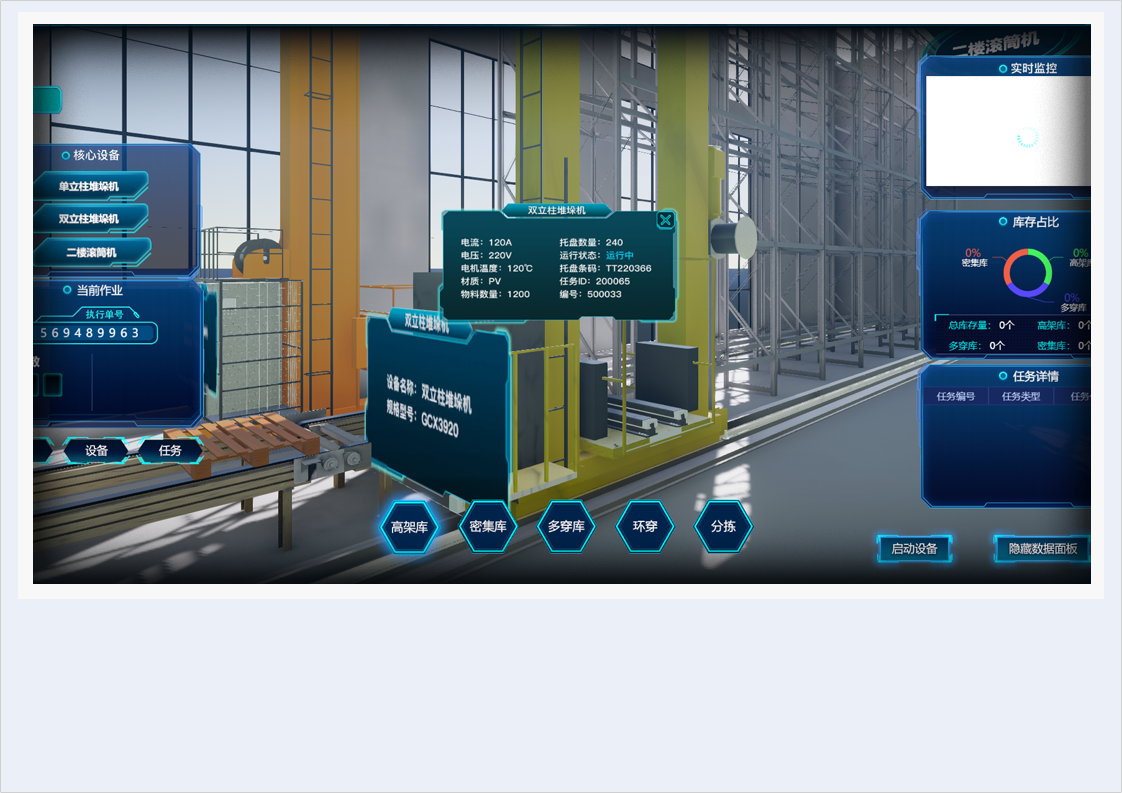 二楼滚筒机
实时监控
核心设备
单立柱堆垛机
双立柱堆垛机
二楼滚筒机
当前作业
执行单号
569489963
设备
任务
双立柱堆垛机
电流：120A 托盘数量：240
电压：220V 运行状态：运行中
电机温度：120℃ 托盘条码：TT220366
材质：PV 任务ID：200065
物料数量：1200 编号：500033
双立柱堆垛机
设备名称：双立柱堆垛机
规格型号：GCX3920
高架库
密集库
多穿库
环穿
分拣
库存占比
0% 0%
密集库 高架库
0%
多穿库
总库存量：0个 高架库：0个
多穿库：0个 密集库：0个
任务详情
任务编号 任务类型 任务
启动设备
隐藏数据面板